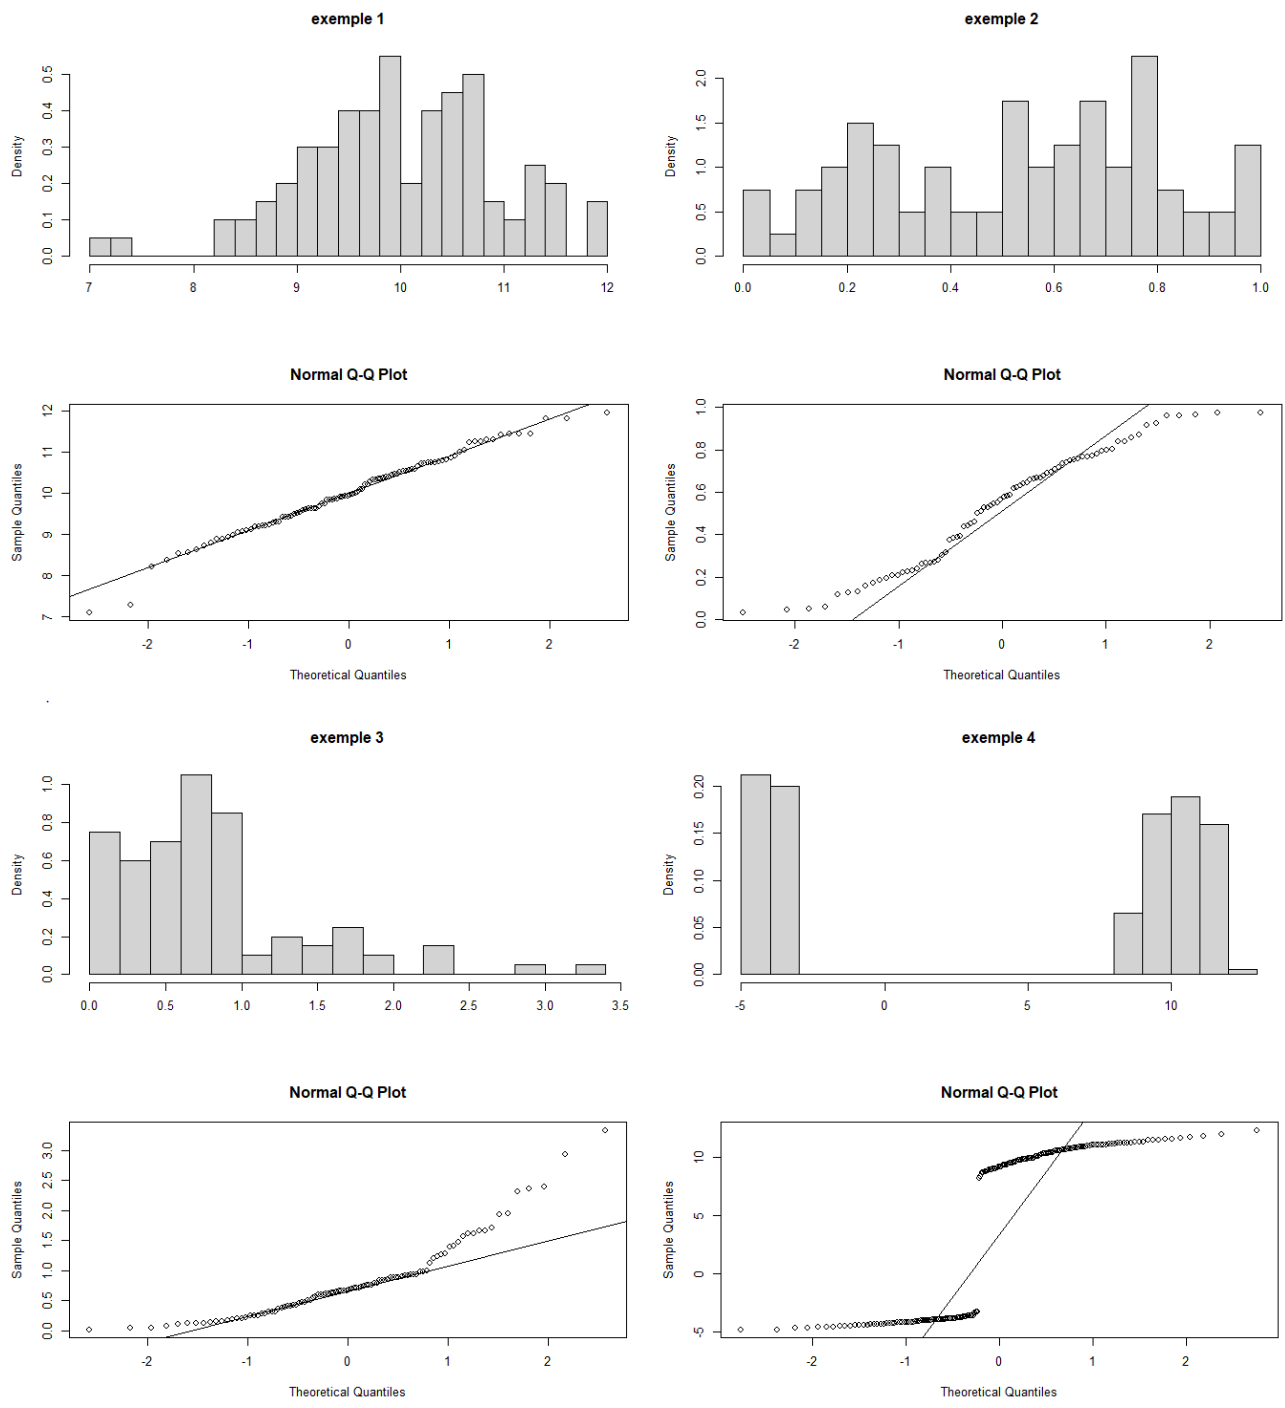 exemple 1
Density
0.0 0.1 0.2 0.3 0.4 0.5
7 8 9 10 11 12
exemple 2
Density
0.0 0.5 1.0 1.5 2.0
0.0 0.2 0.4 0.6 0.8 1.0
Normal Q-Q Plot
Sample Quantiles
7 8 9 10 11 12
-2 -1 0 1 2
Theoretical Quantiles
Normal Q-Q Plot
Sample Quantiles
0.0 0.2 0.4 0.6 0.8 1.0
-2 -1 0 1 2
Theoretical Quantiles
exemple 3
Density
0.0 0.2 0.4 0.6 0.8 1.0
0.0 0.5 1.0 1.5 2.0 2.5 3.0 3.5
exemple 4
Density
0.00 0.05 0.10 0.15 0.20
-5 0 5 10
Normal Q-Q Plot
Sample Quantiles
0.0 0.5 1.0 1.5 2.0 2.5 3.0
-2 -1 0 1 2
Theoretical Quantiles
Normal Q-Q Plot
Sample Quantiles
-5 0 5 10
-2 -1 0 1 2
Theoretical Quantiles